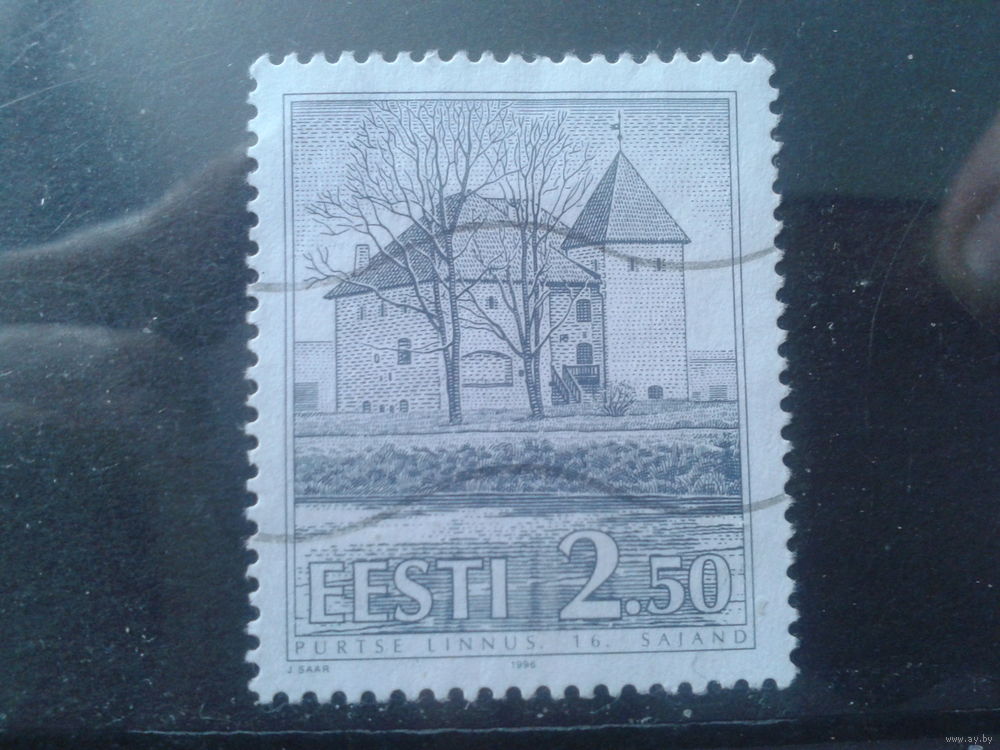 EESTI 2.50
PURTSE LINNUS. 16. SAJAND
J SAAR 1996
www.ay.by